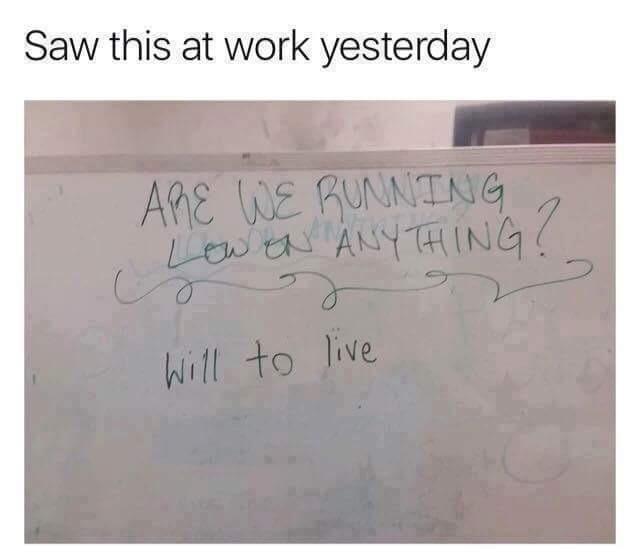 Saw this at work yesterday
ARE WE RUNNING
LOW ON ANYTHING?
Will to live